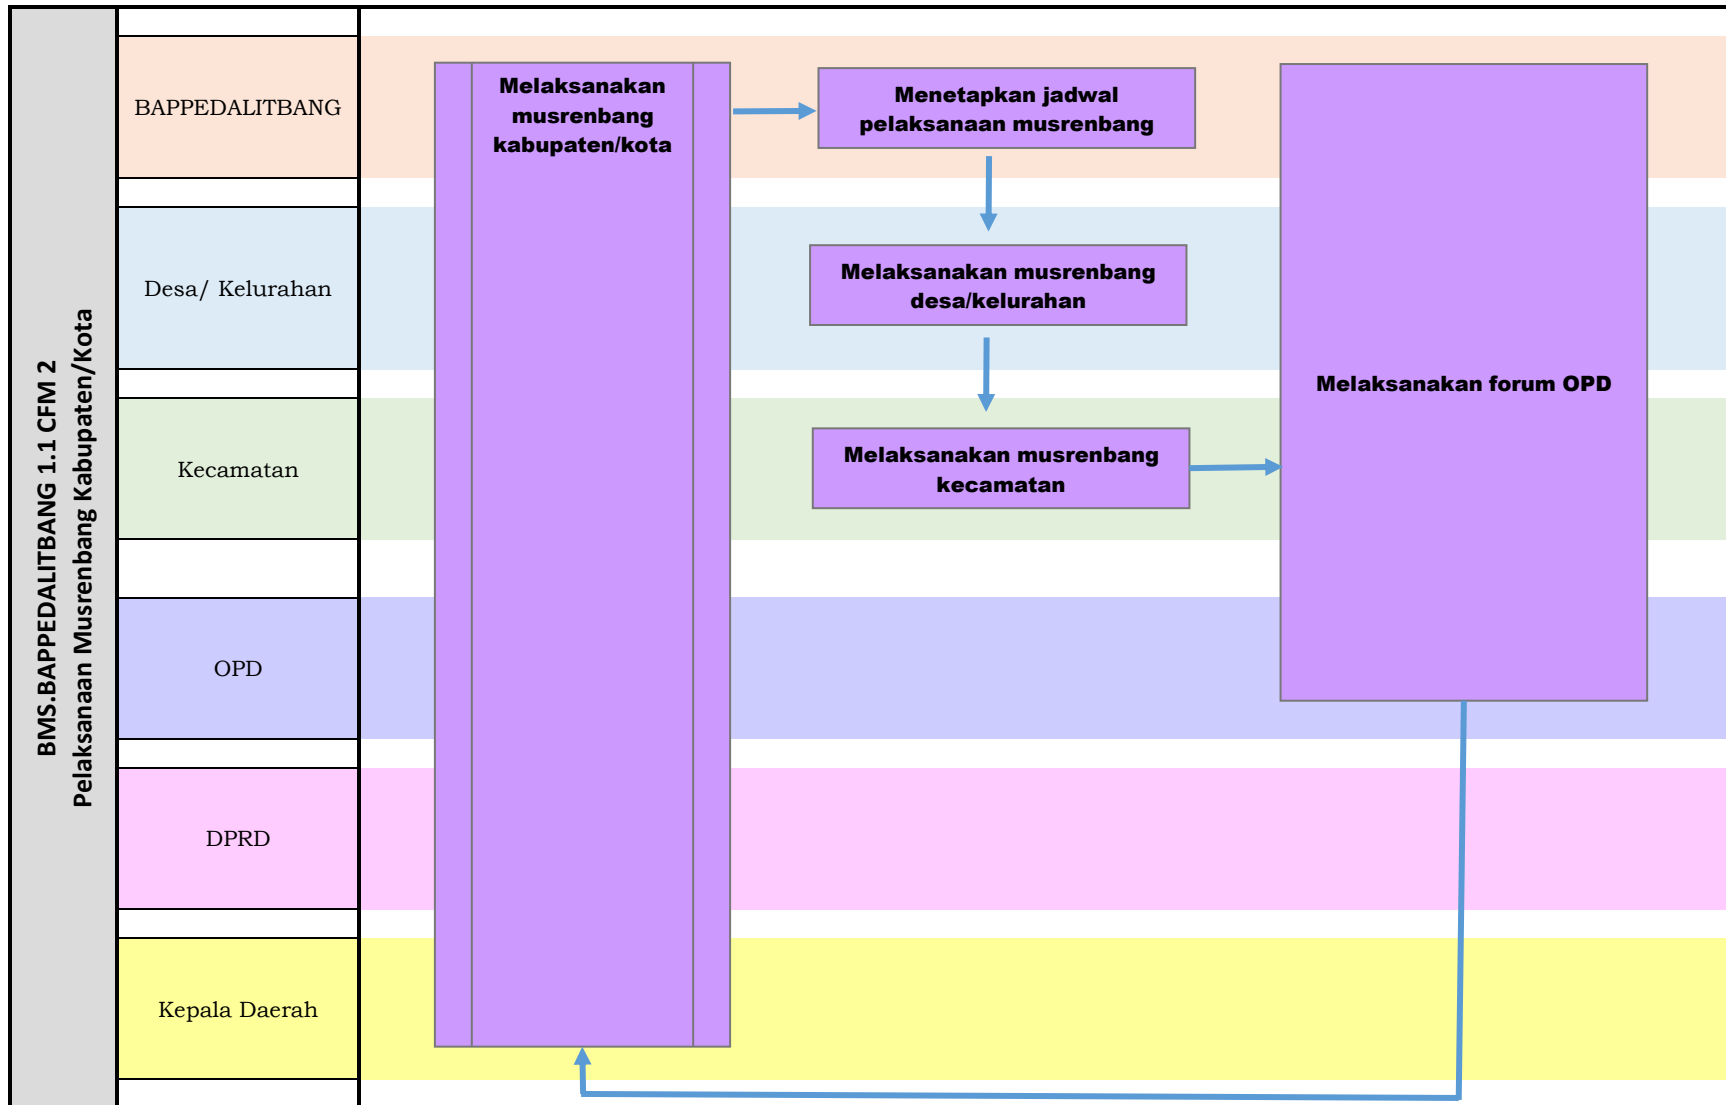 BMS.BAPPEDALITBANG 1.1 CFM 2
Pelaksanaan Musrenbang Kabupaten/Kota
BAPPEDALITBANG
Desa/ Kelurahan
Kecamatan
OPD
DPRD
Kepala Daerah
Melaksanakan
musrenbang
kabupaten/kota
Menetapkan jadwal
pelaksanaan musrenbang
Melaksanakan musrenbang
desa/kelurahan
Melaksanakan musrenbang
kecamatan
Melaksanakan forum OPD